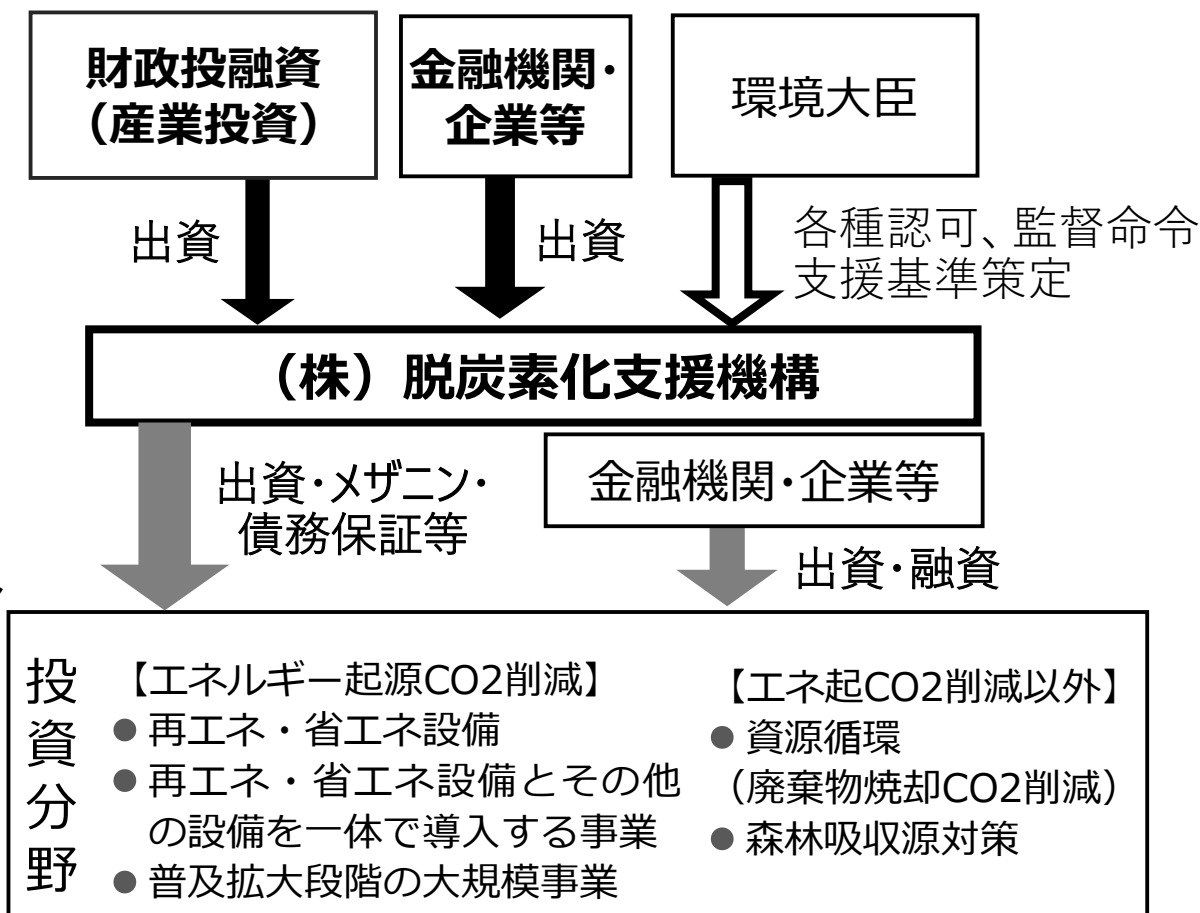 財政投融資
（産業投資）
金融機関・
企業等
環境大臣
出資
出資
各種認可、監督命令
支援基準策定
（株）脱炭素化支援機構
出資・メザニン・
債務保証等
金融機関・企業等
出資・融資
投資分野
【エネルギー起源CO2削減】
●再エネ・省エネ設備
●再エネ・省エネ設備とその他
の設備を一体で導入する事業
●普及拡大段階の大規模事業
【エネ起CO2削減以外】
●資源循環
（廃棄物焼却CO2削減）
●森林吸収源対策